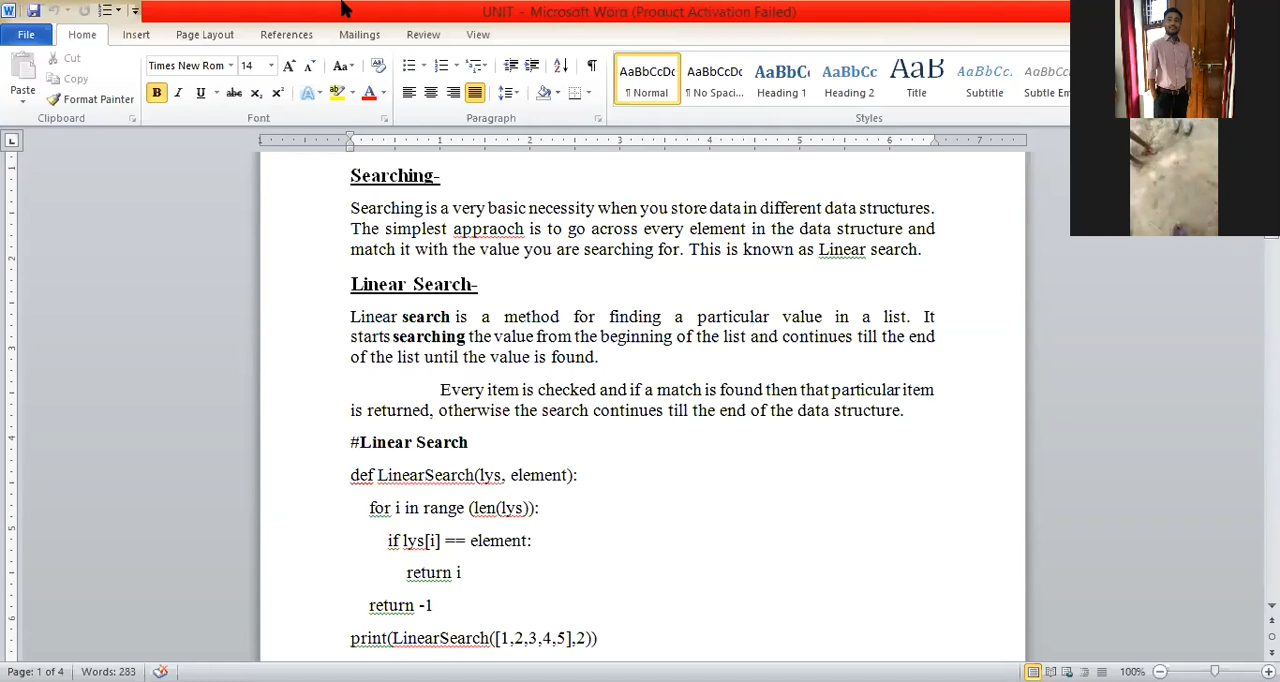 UNIT - Microsoft Word (Product Activation Failed)
File Home Insert Page Layout References Mailings Review View
Cut
Copy
Paste
Format Painter
Times New Rom 14
Clipboard Font Paragraph Styles
AaBbCcDc AaBbCcDc AaBbC AaBbCc AaB AaBbCc. AaBbCc
¶ Normal ¶ No Spaci... Heading 1 Heading 2 Title Subtitle Subtle Em
Searching-
Searching is a very basic necessity when you store data in different data structures.
The simplest appraoch is to go across every element in the data structure and
match it with the value you are searching for. This is known as Linear search.
Linear Search-
Linear search is a method for finding a particular value in a list. It
starts searching the value from the beginning of the list and continues till the end
of the list until the value is found.
Every item is checked and if a match is found then that particular item
is returned, otherwise the search continues till the end of the data structure.
#Linear Search
def LinearSearch(lys, element):
for i in range (len(lys)):
if lys[i] == element:
return i
return -1
print(LinearSearch([1,2,3,4,5],2))
Page: 1 of 4 Words: 283 100%